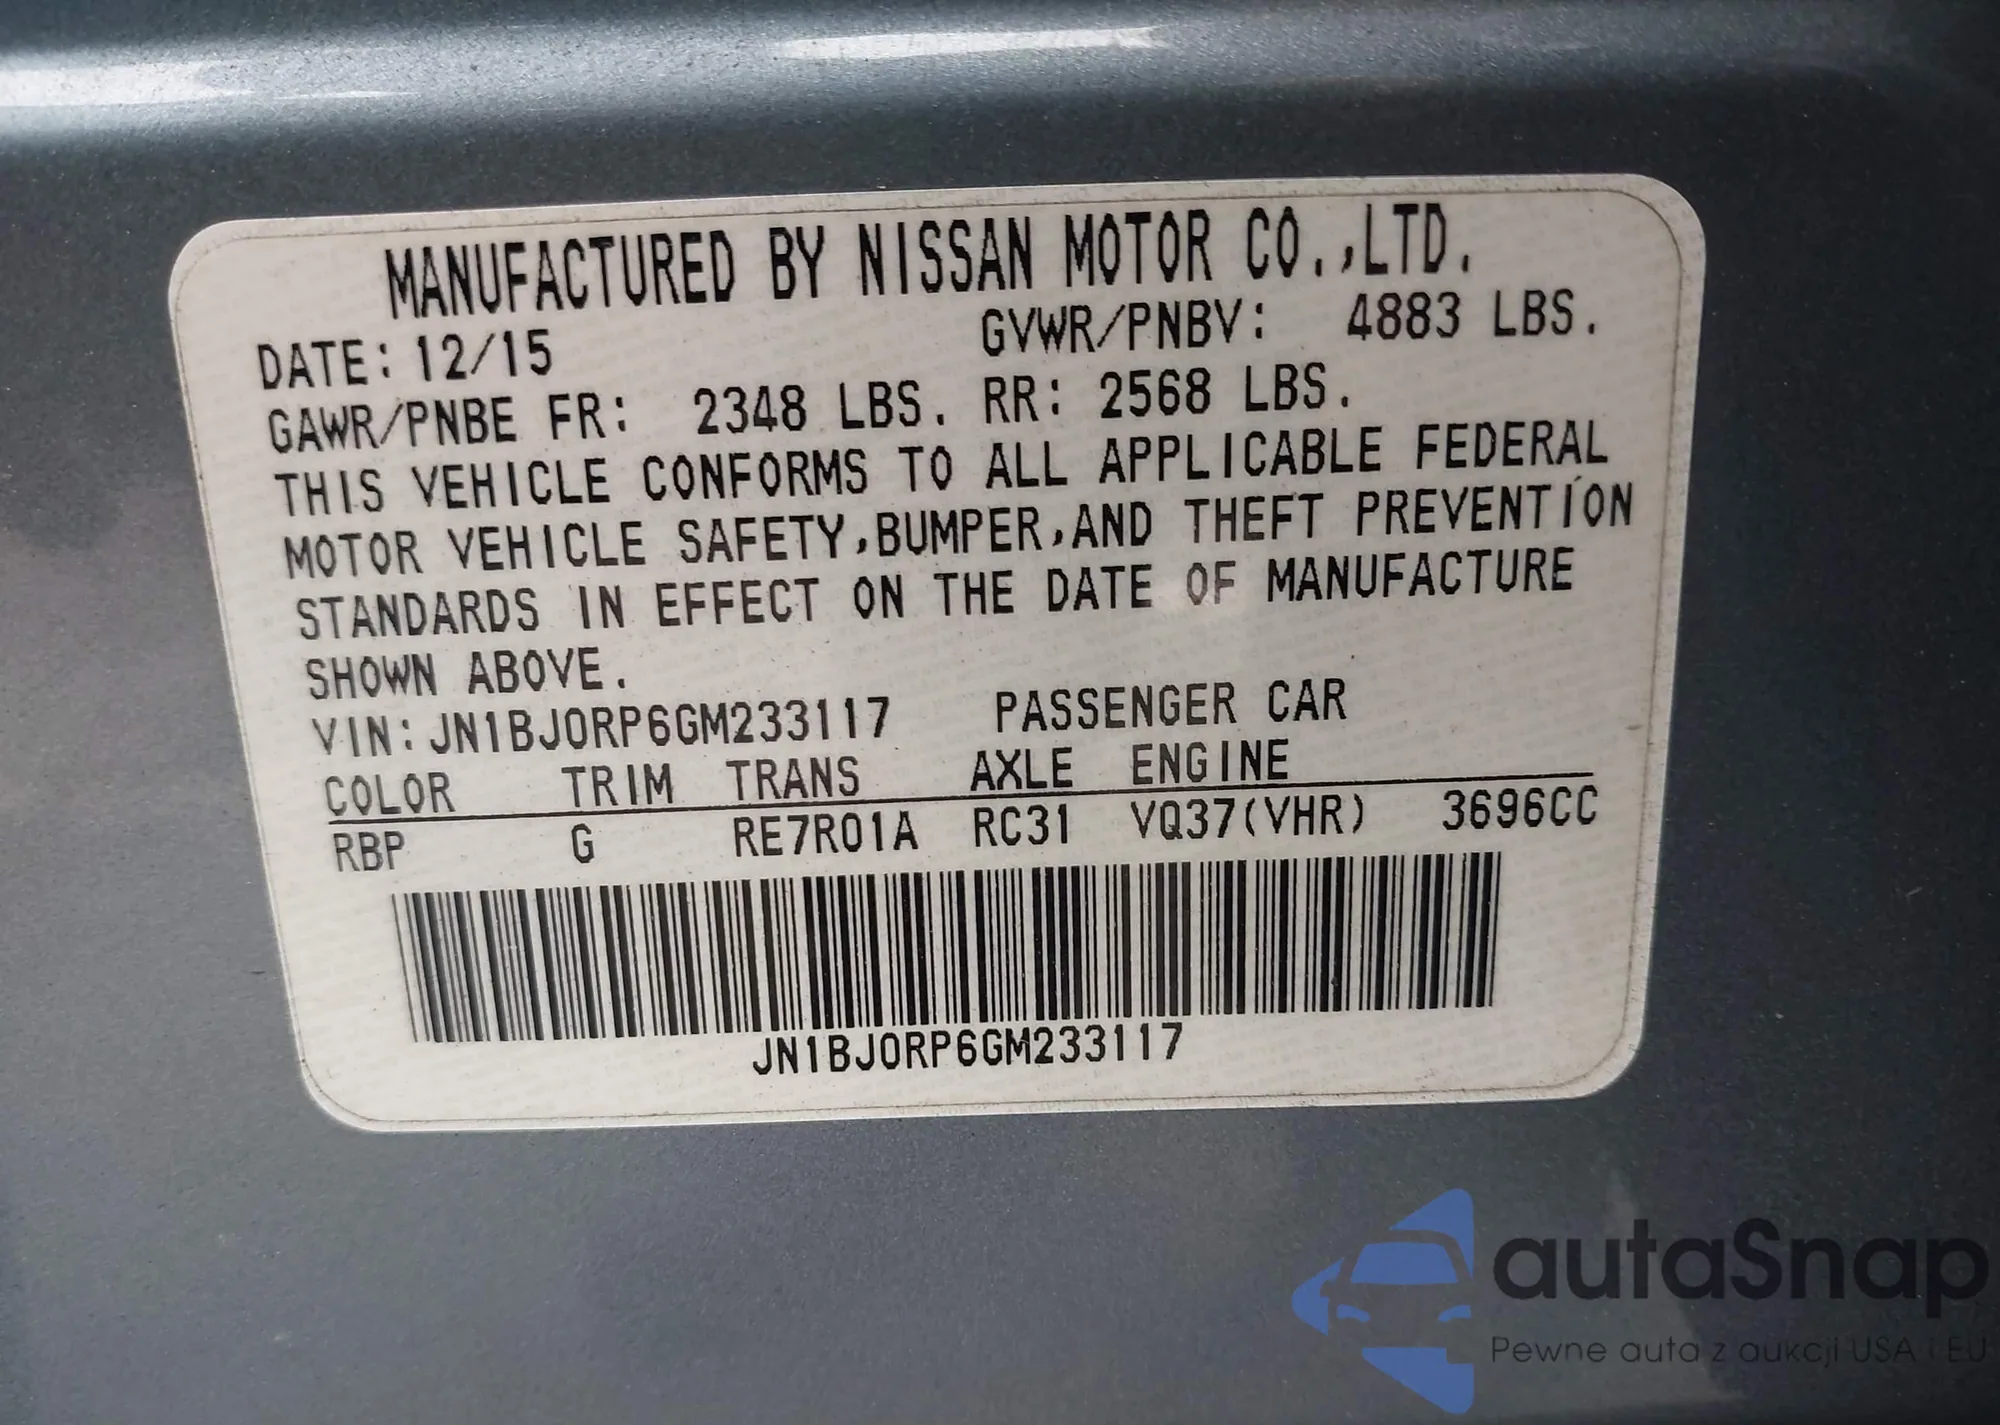 MANUFACTURED BY NISSAN MOTOR CO.,LTD.
DATE: 12/15 GVWR/PNBV: 4883 LBS.
GAWR/PNBE FR: 2348 LBS. RR: 2568 LBS.
THIS VEHICLE CONFORMS TO ALL APPLICABLE FEDERAL
MOTOR VEHICLE SAFETY,BUMPER,AND THEFT PREVENTION
STANDARDS IN EFFECT ON THE DATE OF MANUFACTURE
SHOWN ABOVE.
VIN: JN1BJ0RP6GM233117 PASSENGER CAR
COLOR TRIM TRANS AXLE ENGINE
RBP G RE7R01A RC31 VQ37(VHR) 3696CC
JN1BJ0RP6GM233117
autaSnap
Pewne auta z aukcji USA i EU